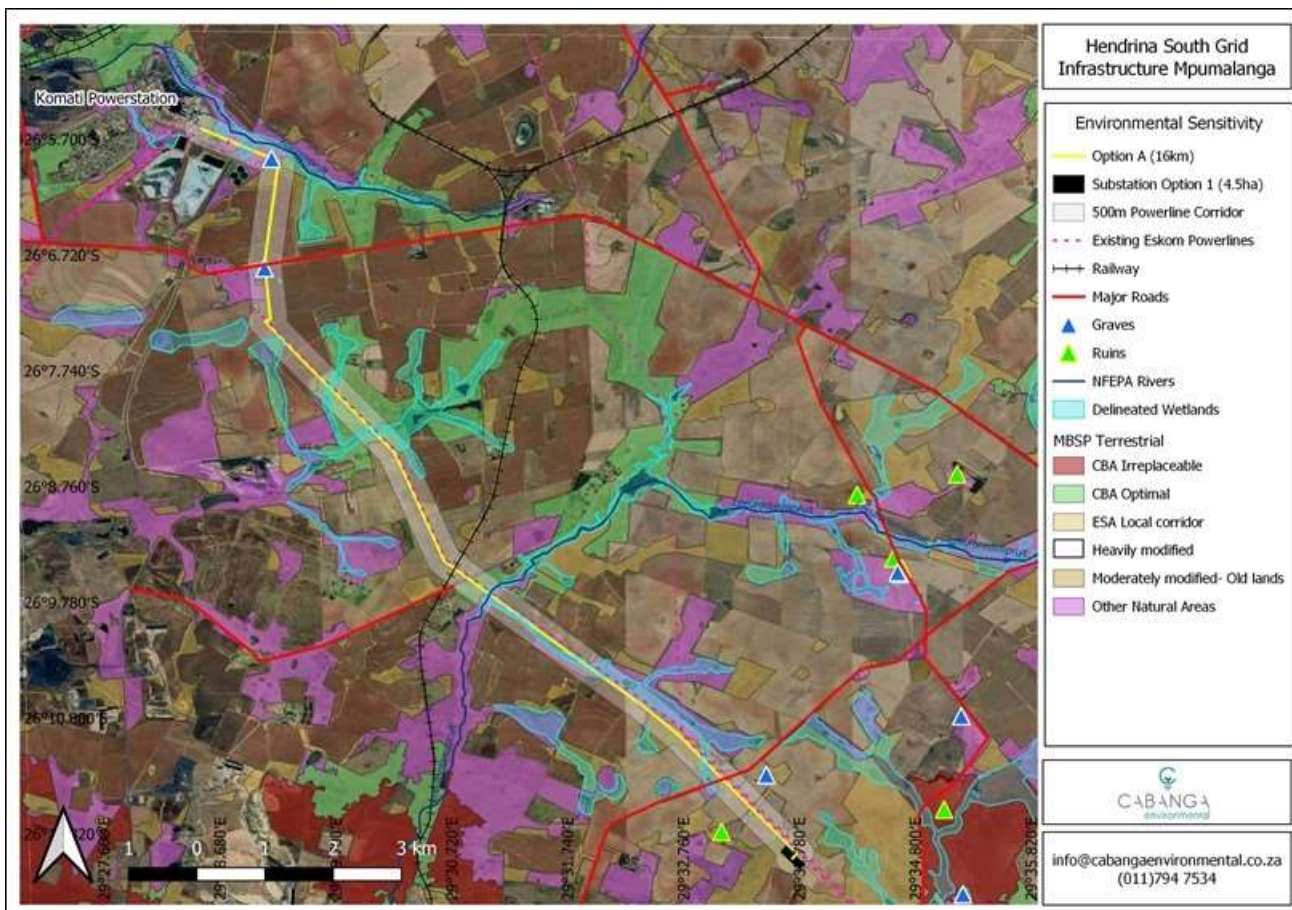 Hendrina South Grid
Infrastructure Mpumalanga
Environmental Sensitivity
Option A (16km)
Substation Option 1 (4.5ha)
500m Powerline Corridor
Existing Eskom Powerlines
Railway
Major Roads
Graves
Ruins
NFEPA Rivers
Delineated Wetlands
MBSP Terrestrial
CBA Irreplaceable
CBA Optimal
ESA Local corridor
Heavily modified
Moderately modified- Old lands
Other Natural Areas
CABANGA
environmental
info@cabangaenvironmental.co.za
(011)794 7534
Komati Powerstation
26°5.700'S
26°6.720'S
26°7.740'S
26°8.760'S
26°9.780'S
26°10.800'S
29°30.720'E
29°31.740'E
29°32.760'E
29°34.800'E
29°35.820'E
1 0 1 2 3 km